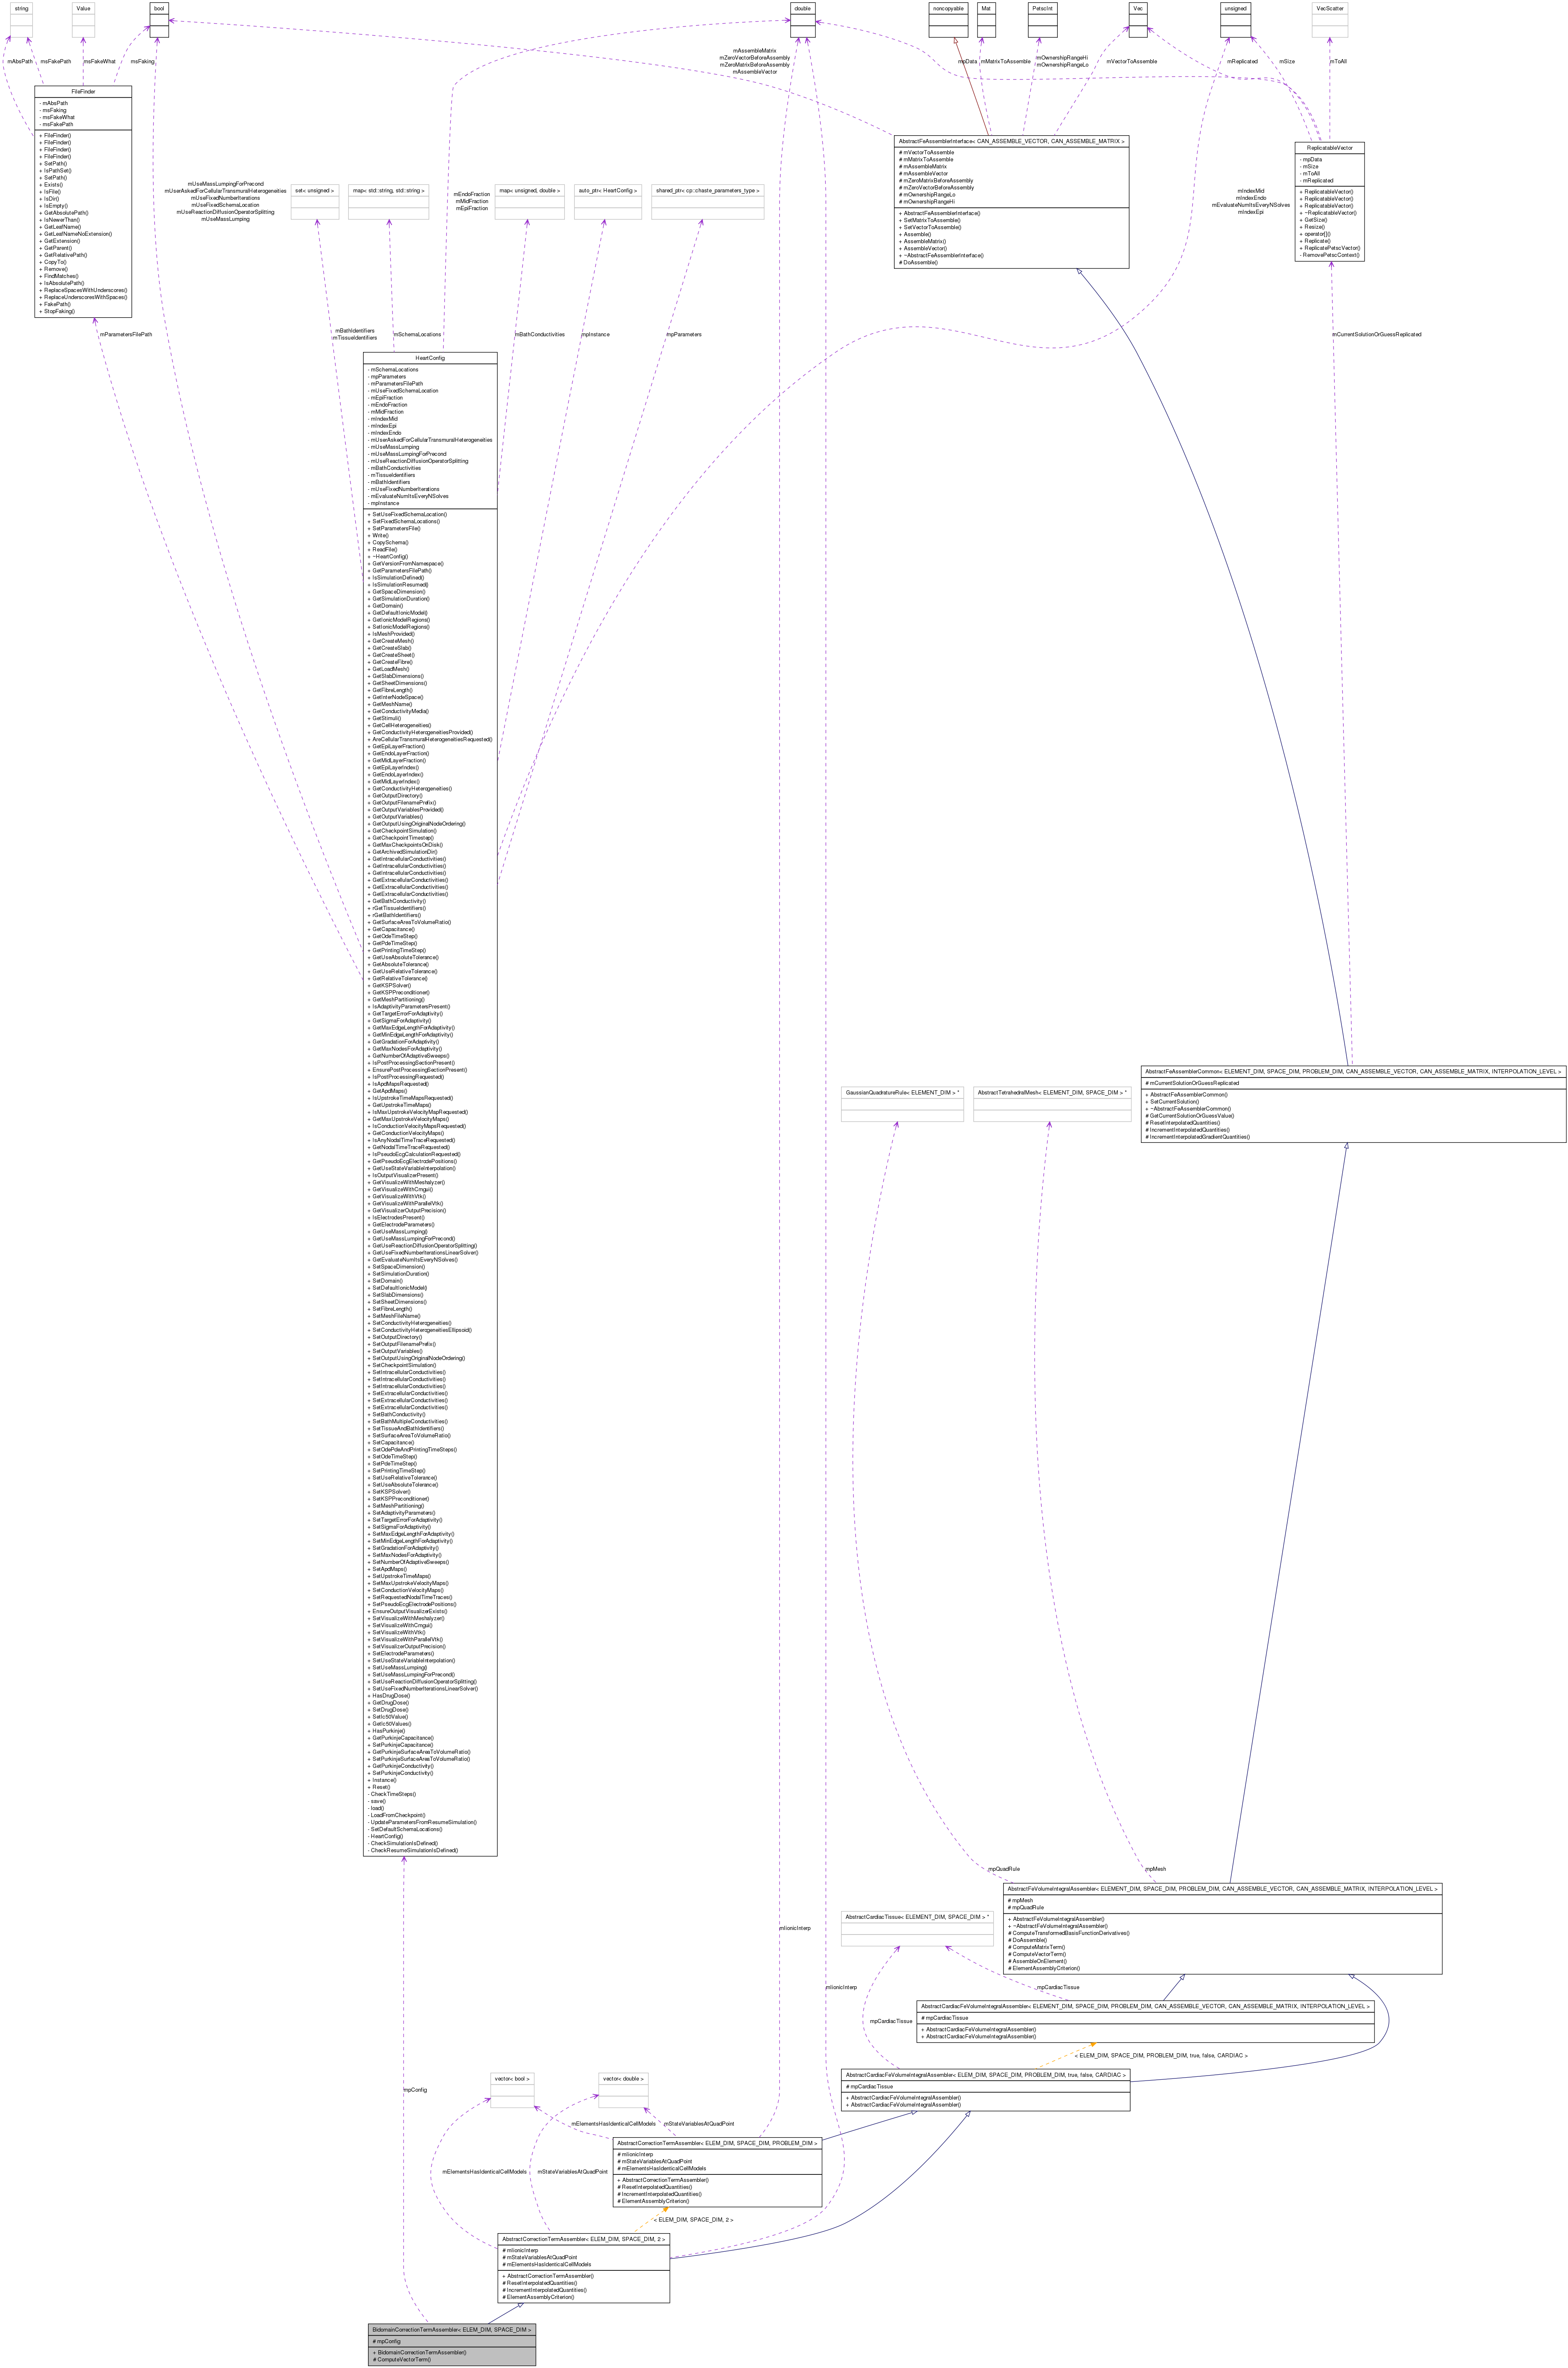 string
Value
bool
double
noncopyable
Mat
PetscInt
Vec
unsigned
VecScatter
mAbsPath
msFakePath
msFakeWhat
msFaking
mAssembleMatrix
mZeroVectorBeforeAssembly
mZeroMatrixBeforeAssembly
mAssembleVector
mpData
mMatrixToAssemble
mOwnershipRangeHi
mOwnershipRangeLo
mVectorToAssemble
mReplicated
mSize
mToAll
FileFinder
- mAbsPath
- msFaking
- msFakeWhat
- msFakePath
+ FileFinder()
+ FileFinder()
+ FileFinder()
+ FileFinder()
+ SetPath()
+ IsPathSet()
+ SetPath()
+ Exists()
+ IsFile()
+ IsDir()
+ IsEmpty()
+ GetAbsolutePath()
+ IsNewerThan()
+ GetLeafName()
+ GetLeafNameNoExtension()
+ GetExtension()
+ GetParent()
+ GetRelativePath()
+ CopyTo()
+ Remove()
+ FindMatches()
+ IsAbsolutePath()
+ ReplaceSpacesWithUnderscores()
+ ReplaceUnderscoresWithSpaces()
+ FakePath()
+ StopFaking()
AbstractFeAssemblerInterface< CAN_ASSEMBLE_VECTOR, CAN_ASSEMBLE_MATRIX >
# mVectorToAssemble
# mMatrixToAssemble
# mAssembleMatrix
# mAssembleVector
# mZeroMatrixBeforeAssembly
# mZeroVectorBeforeAssembly
# mOwnershipRangeLo
# mOwnershipRangeHi
+ AbstractFeAssemblerInterface()
+ SetMatrixToAssemble()
+ SetVectorToAssemble()
+ Assemble()
+ AssembleMatrix()
+ AssembleVector()
+ ~AbstractFeAssemblerInterface()
# DoAssemble()
ReplicatableVector
- mpData
- mSize
- mToAll
- mReplicated
+ ReplicatableVector()
+ ReplicatableVector()
+ ReplicatableVector()
+ ~ReplicatableVector()
+ GetSize()
+ Resize()
+ operator[]()
+ Replicate()
+ ReplicatePetscVector()
- RemovePetscContext()
mUseMassLumpingForPrecond
mUserAskedForCellularTransmuralHeterogeneities
mUseFixedNumberIterations
mUseFixedSchemaLocation
mUseReactionDiffusionOperatorSplitting
mUseMassLumping
set< unsigned >
map< std::string, std::string >
mEndoFraction
mMidFraction
mEpiFraction
map< unsigned, double >
auto_ptr< HeartConfig >
shared_ptr< cp::chaste_parameters_type >
mIndexMid
mIndexEndo
mEvaluateNumItsEveryNSolves
mIndexEpi
mParametersFilePath
mBathIdentifiers
mTissueIdentifiers
mSchemaLocations
mBathConductivities
mpInstance
mpParameters
mCurrentSolutionOrGuessReplicated
HeartConfig
- mSchemaLocations
- mpParameters
- mParametersFilePath
- mUseFixedSchemaLocation
- mEpiFraction
- mEndoFraction
- mMidFraction
- mIndexMid
- mIndexEpi
- mIndexEndo
- mUserAskedForCellularTransmuralHeterogeneities
- mUseMassLumping
- mUseMassLumpingForPrecond
- mUseReactionDiffusionOperatorSplitting
- mBathConductivities
- mTissueIdentifiers
- mBathIdentifiers
- mUseFixedNumberIterations
- mEvaluateNumItsEveryNSolves
- mpInstance
+ SetUseFixedSchemaLocation()
+ SetFixedSchemaLocations()
+ SetParametersFile()
+ Write()
+ CopySchema()
+ ReadFile()
+ ~HeartConfig()
+ GetVersionFromNamespace()
+ GetParametersFilePath()
+ IsSimulationDefined()
+ IsSimulationResumed()
+ GetSpaceDimension()
+ GetSimulationDuration()
+ GetDomain()
+ GetDefaultIonicModel()
+ GetIonicModelRegions()
+ SetIonicModelRegions()
+ IsMeshProvided()
+ GetCreateMesh()
+ GetCreateSlab()
+ GetCreateSheet()
+ GetCreateFibre()
+ GetLoadMesh()
+ GetSlabDimensions()
+ GetSheetDimensions()
+ GetFibreLength()
+ GetInterNodeSpace()
+ GetMeshName()
+ GetConductivityMedia()
+ GetStimuli()
+ GetCellHeterogeneities()
+ GetConductivityHeterogeneitiesProvided()
+ AreCellularTransmuralHeterogeneitiesRequested()
+ GetEpiLayerFraction()
+ GetEndoLayerFraction()
+ GetMidLayerFraction()
+ GetEpiLayerIndex()
+ GetEndoLayerIndex()
+ GetMidLayerIndex()
+ GetConductivityHeterogeneities()
+ GetOutputDirectory()
+ GetOutputFilenamePrefix()
+ GetOutputVariablesProvided()
+ GetOutputVariables()
+ GetOutputUsingOriginalNodeOrdering()
+ GetCheckpointSimulation()
+ GetCheckpointTimestep()
+ GetMaxCheckpointsOnDisk()
+ GetArchivedSimulationDir()
+ GetIntracellularConductivities()
+ GetIntracellularConductivities()
+ GetIntracellularConductivities()
+ GetExtracellularConductivities()
+ GetExtracellularConductivities()
+ GetExtracellularConductivities()
+ GetBathConductivity()
+ rGetTissueIdentifiers()
+ rGetBathIdentifiers()
+ GetSurfaceAreaToVolumeRatio()
+ GetCapacitance()
+ GetOdeTimeStep()
+ GetPdeTimeStep()
+ GetPrintingTimeStep()
+ GetUseAbsoluteTolerance()
+ GetAbsoluteTolerance()
+ GetUseRelativeTolerance()
+ GetRelativeTolerance()
+ GetKSPSolver()
+ GetKSPPreconditioner()
+ GetMeshPartitioning()
+ IsAdaptivityParametersPresent()
+ GetTargetErrorForAdaptivity()
+ GetSigmaForAdaptivity()
+ GetMaxEdgeLengthForAdaptivity()
+ GetMinEdgeLengthForAdaptivity()
+ GetGradationForAdaptivity()
+ GetMaxNodesForAdaptivity()
+ GetNumberOfAdaptiveSweeps()
+ IsPostProcessingSectionPresent()
+ EnsurePostProcessingSectionPresent()
+ IsPostProcessingRequested()
+ IsApdMapsRequested()
+ GetApdMaps()
+ IsUpstrokeTimeMapsRequested()
+ GetUpstrokeTimeMaps()
+ IsMaxUpstrokeVelocityMapRequested()
+ GetMaxUpstrokeVelocityMaps()
+ IsConductionVelocityMapsRequested()
+ GetConductionVelocityMaps()
+ IsAnyNodalTimeTraceRequested()
+ GetNodalTimeTraceRequested()
+ IsPseudoEcgCalculationRequested()
+ GetPseudoEcgElectrodePositions()
+ GetUseStateVariableInterpolation()
+ IsOutputVisualizerPresent()
+ GetVisualizeWithMeshalyzer()
+ GetVisualizeWithCmgui()
+ GetVisualizeWithVtk()
+ GetVisualizeWithParallelVtk()
+ GetVisualizerOutputPrecision()
+ IsElectrodesPresent()
+ GetElectrodeParameters()
+ GetUseMassLumping()
+ GetUseMassLumpingForPrecond()
+ GetUseReactionDiffusionOperatorSplitting()
+ GetUseFixedNumberIterationsLinearSolver()
+ GetEvaluateNumItsEveryNSolves()
+ SetSpaceDimension()
+ SetSimulationDuration()
+ SetDomain()
+ SetDefaultIonicModel()
+ SetSlabDimensions()
+ SetSheetDimensions()
+ SetFibreLength()
+ SetMeshFileName()
+ SetConductivityHeterogeneities()
+ SetConductivityHeterogeneitiesEllipsoid()
+ SetOutputDirectory()
+ SetOutputFilenamePrefix()
+ SetOutputVariables()
+ SetOutputUsingOriginalNodeOrdering()
+ SetCheckpointSimulation()
+ SetIntracellularConductivities()
+ SetIntracellularConductivities()
+ SetIntracellularConductivities()
+ SetExtracellularConductivities()
+ SetExtracellularConductivities()
+ SetExtracellularConductivities()
+ SetBathConductivity()
+ SetBathMultipleConductivities()
+ SetTissueAndBathIdentifiers()
+ SetSurfaceAreaToVolumeRatio()
+ SetCapacitance()
+ SetOdePdeAndPrintingTimeSteps()
+ SetOdeTimeStep()
+ SetPdeTimeStep()
+ SetPrintingTimeStep()
+ SetUseRelativeTolerance()
+ SetUseAbsoluteTolerance()
+ SetKSPSolver()
+ SetKSPPreconditioner()
+ SetMeshPartitioning()
+ SetAdaptivityParameters()
+ SetTargetErrorForAdaptivity()
+ SetSigmaForAdaptivity()
+ SetMaxEdgeLengthForAdaptivity()
+ SetMinEdgeLengthForAdaptivity()
+ SetGradationForAdaptivity()
+ SetMaxNodesForAdaptivity()
+ SetNumberOfAdaptiveSweeps()
+ SetApdMaps()
+ SetUpstrokeTimeMaps()
+ SetMaxUpstrokeVelocityMaps()
+ SetConductionVelocityMaps()
+ SetRequestedNodalTimeTraces()
+ SetPseudoEcgElectrodePositions()
+ EnsureOutputVisualizerExists()
+ SetVisualizeWithMeshalyzer()
+ SetVisualizeWithCmgui()
+ SetVisualizeWithVtk()
+ SetVisualizeWithParallelVtk()
+ SetVisualizerOutputPrecision()
+ SetElectrodeParameters()
+ SetUseStateVariableInterpolation()
+ SetUseMassLumping()
+ SetUseMassLumpingForPrecond()
+ SetUseReactionDiffusionOperatorSplitting()
+ SetUseFixedNumberIterationsLinearSolver()
+ HasDrugDose()
+ GetDrugDose()
+ SetDrugDose()
+ SetIc50Value()
+ GetIc50Values()
+ HasPurkinje()
+ GetPurkinjeCapacitance()
+ SetPurkinjeCapacitance()
+ GetPurkinjeSurfaceAreaToVolumeRatio()
+ SetPurkinjeSurfaceAreaToVolumeRatio()
+ GetPurkinjeConductivity()
+ SetPurkinjeConductivity()
+ Instance()
+ Reset()
- CheckTimeSteps()
- save()
- load()
- LoadFromCheckpoint()
- UpdateParametersFromResumeSimulation()
- SetDefaultSchemaLocations()
- HeartConfig()
- CheckSimulationIsDefined()
- CheckResumeSimulationIsDefined()
AbstractFeAssemblerCommon< ELEMENT_DIM, SPACE_DIM, PROBLEM_DIM, CAN_ASSEMBLE_VECTOR, CAN_ASSEMBLE_MATRIX, INTERPOLATION_LEVEL >
# mCurrentSolutionOrGuessReplicated
+ AbstractFeAssemblerCommon()
+ SetCurrentSolution()
+ ~AbstractFeAssemblerCommon()
# GetCurrentSolutionOrGuessValue()
# ResetInterpolatedQuantities()
# IncrementInterpolatedQuantities()
# IncrementInterpolatedGradientQuantities()
GaussianQuadratureRule< ELEMENT_DIM > *
AbstractTetrahedralMesh< ELEMENT_DIM, SPACE_DIM > *
mpQuadRule
mpMesh
AbstractFeVolumeIntegralAssembler< ELEMENT_DIM, SPACE_DIM, PROBLEM_DIM, CAN_ASSEMBLE_VECTOR, CAN_ASSEMBLE_MATRIX, INTERPOLATION_LEVEL >
# mpMesh
# mpQuadRule
+ AbstractFeVolumeIntegralAssembler()
+ ~AbstractFeVolumeIntegralAssembler()
# ComputeTransformedBasisFunctionDerivatives()
# DoAssemble()
# ComputeMatrixTerm()
# ComputeVectorTerm()
# AssembleOnElement()
# ElementAssemblyCriterion()
AbstractCardiacTissue< ELEMENT_DIM, SPACE_DIM > *
mIionicInterp
mIionicInterp
mpCardiacTissue
mpCardiacTissue
AbstractCardiacFeVolumeIntegralAssembler< ELEMENT_DIM, SPACE_DIM, PROBLEM_DIM, CAN_ASSEMBLE_VECTOR, CAN_ASSEMBLE_MATRIX, INTERPOLATION_LEVEL >
# mpCardiacTissue
+ AbstractCardiacFeVolumeIntegralAssembler()
+ AbstractCardiacFeVolumeIntegralAssembler()
< ELEM_DIM, SPACE_DIM, PROBLEM_DIM, true, false, CARDIAC >
AbstractCardiacFeVolumeIntegralAssembler< ELEM_DIM, SPACE_DIM, PROBLEM_DIM, true, false, CARDIAC >
# mpCardiacTissue
+ AbstractCardiacFeVolumeIntegralAssembler()
+ AbstractCardiacFeVolumeIntegralAssembler()
mpConfig
vector< bool >
vector< double >
mElementsHasIdenticalCellModels
mStateVariablesAtQuadPoint
AbstractCorrectionTermAssembler< ELEM_DIM, SPACE_DIM, PROBLEM_DIM >
# mIionicInterp
# mStateVariablesAtQuadPoint
# mElementsHasIdenticalCellModels
+ AbstractCorrectionTermAssembler()
# ResetInterpolatedQuantities()
# IncrementInterpolatedQuantities()
# ElementAssemblyCriterion()
mElementsHasIdenticalCellModels
mStateVariablesAtQuadPoint
< ELEM_DIM, SPACE_DIM, 2 >
AbstractCorrectionTermAssembler< ELEM_DIM, SPACE_DIM, 2 >
# mIionicInterp
# mStateVariablesAtQuadPoint
# mElementsHasIdenticalCellModels
+ AbstractCorrectionTermAssembler()
# ResetInterpolatedQuantities()
# IncrementInterpolatedQuantities()
# ElementAssemblyCriterion()
BidomainCorrectionTermAssembler< ELEM_DIM, SPACE_DIM >
# mpConfig
+ BidomainCorrectionTermAssembler()
# ComputeVectorTerm()